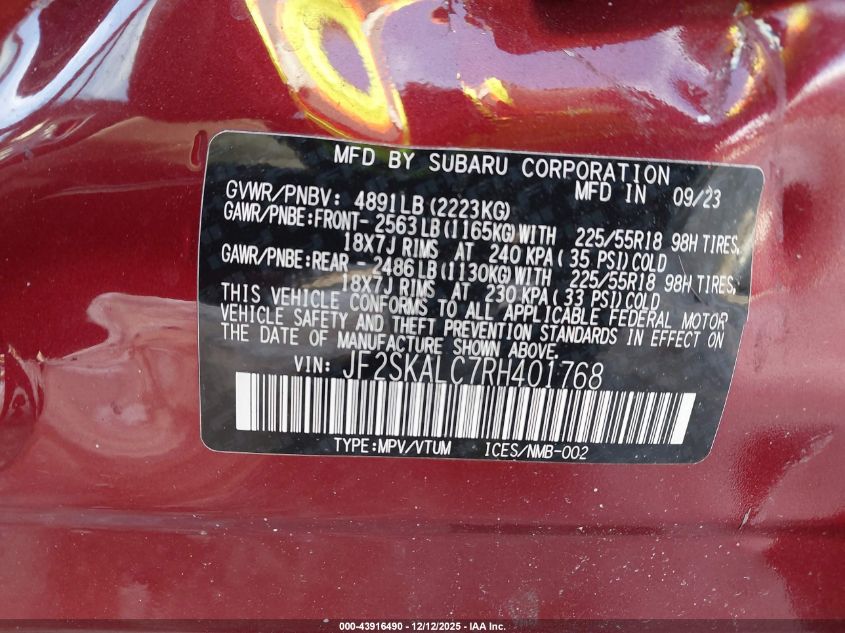 MFD BY SUBARU CORPORATION
MFD IN 09/23
GVWR/PNBV: 4891LB(2223KG)
GAWR/PNBE:FRONT- 2563LB(1165KG)WITH 225/55R18 98H TIRES,
18X7J RIMS AT 240 KPA( 35 PSI)COLD
GAWR/PNBE:REAR - 2486LB(1130KG)WITH 225/55R18 98H TIRES,
18X7J RIMS AT 230 KPA(33 PSI)COLD
THIS VEHICLE CONFORMS TO ALL APPLICABLE FEDERAL MOTOR
VEHICLE SAFETY AND THEFT PREVENTION STANDARDS IN EFFECT ON
THE DATE OF MANUFACTURE SHOWN ABOVE.
VIN: JF2SKALC7RH401768
TYPE:MPV/VTUM ICES/NMB-002
000-43916490 - 12/12/2025 - IAA Inc.